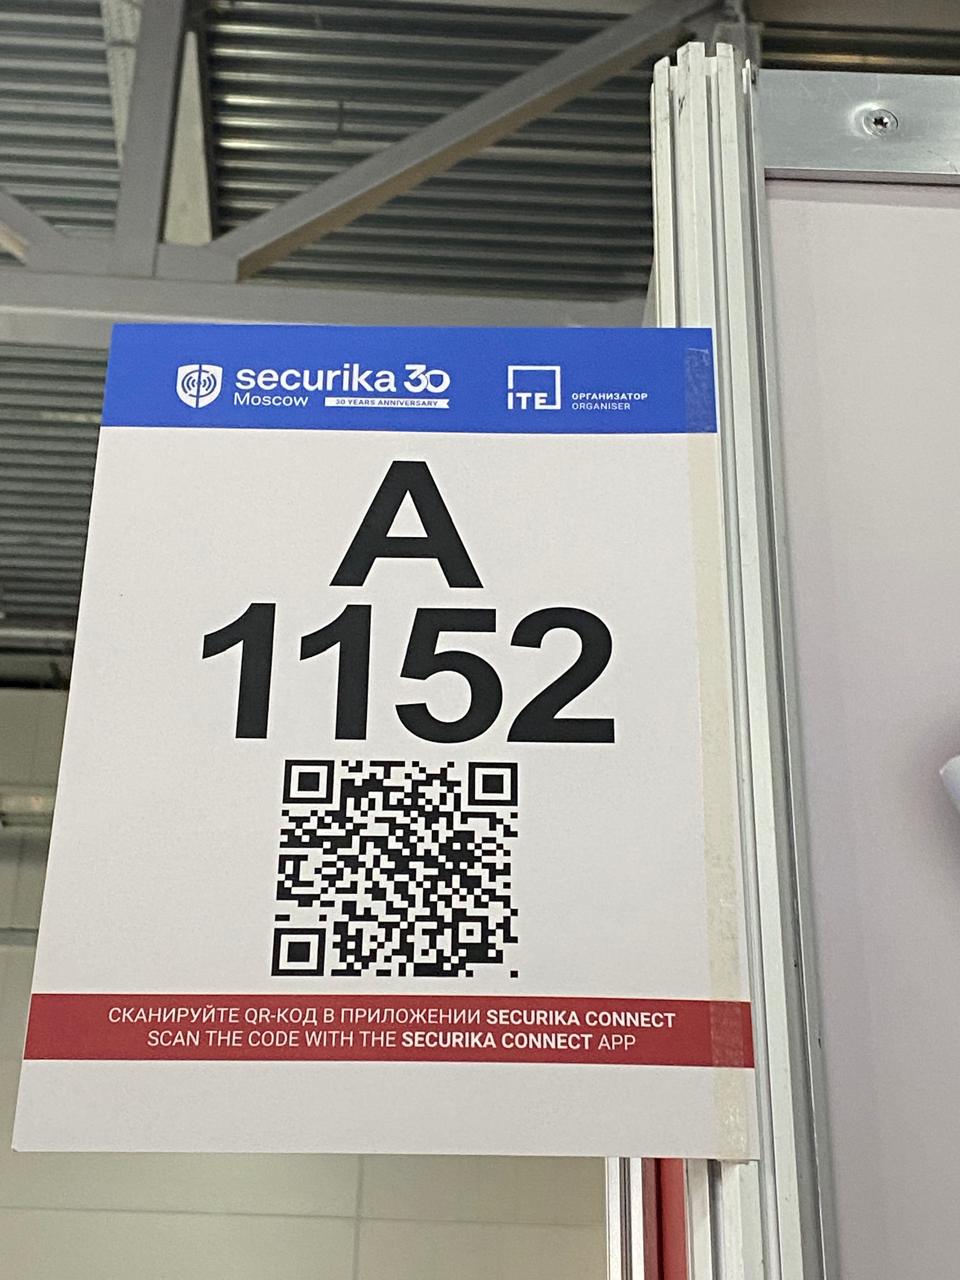 securika 30
Moscow
30 YEARS ANNIVERSARY
ITE
ОРГАНИЗАТОР
ORGANISER
A
1152
СКАНИРУЙТЕ QR-КОД В ПРИЛОЖЕНИИ SECURIKA CONNECT
SCAN THE CODE WITH THE SECURIKA CONNECT APP